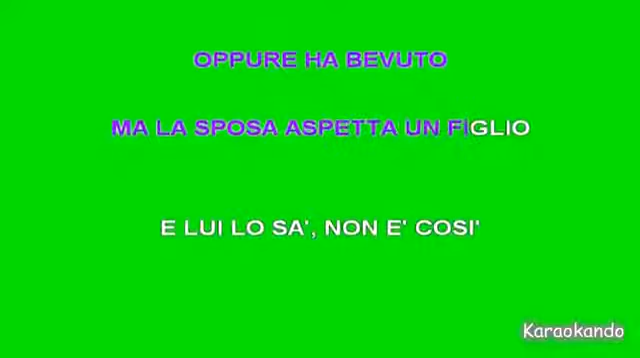 OPPURE HA BEVUTO
MA LA SPOSA ASPETTA UN FIGLIO
E LUI LO SA', NON E' COSI'
Karaokando